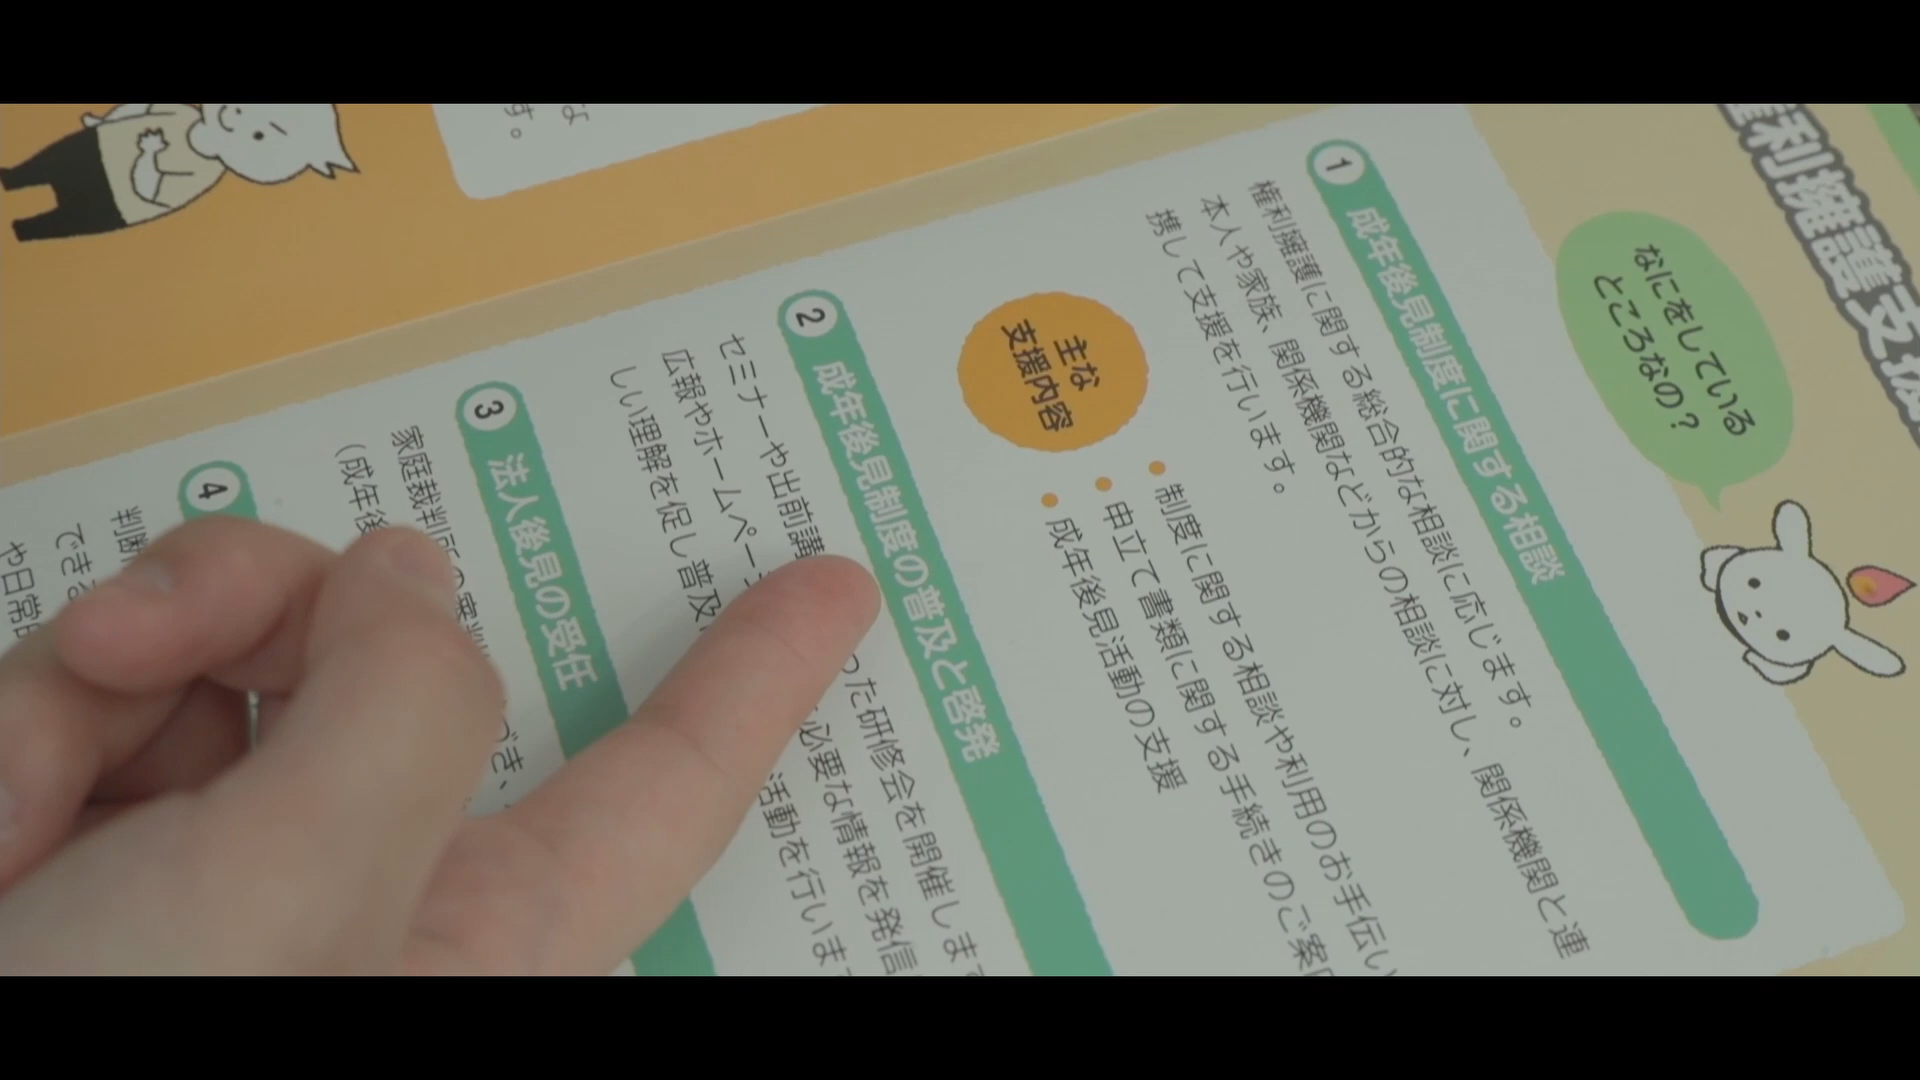 権利擁護支援
なにをしている
ところなの？
1 成年後見制度に関する相談
権利擁護に関する総合的な相談に応じます。
本人や家族、関係機関などからの相談に対し、関係機関と連
携して支援を行います。
主な
支援内容
● 制度に関する相談や利用のお手伝い
● 申立て書類に関する手続きのご案内
● 成年後見活動の支援
2 成年後見制度の普及と啓発
セミナーや出前講 った研修会を開催しま
広報やホームペー 必要な情報を発信
しい理解を促し普及 活動を行いま
3 法人後見の受任
家庭裁判所の審判 づき、
（成年後
4
判断
できる
や日常
よ
す。